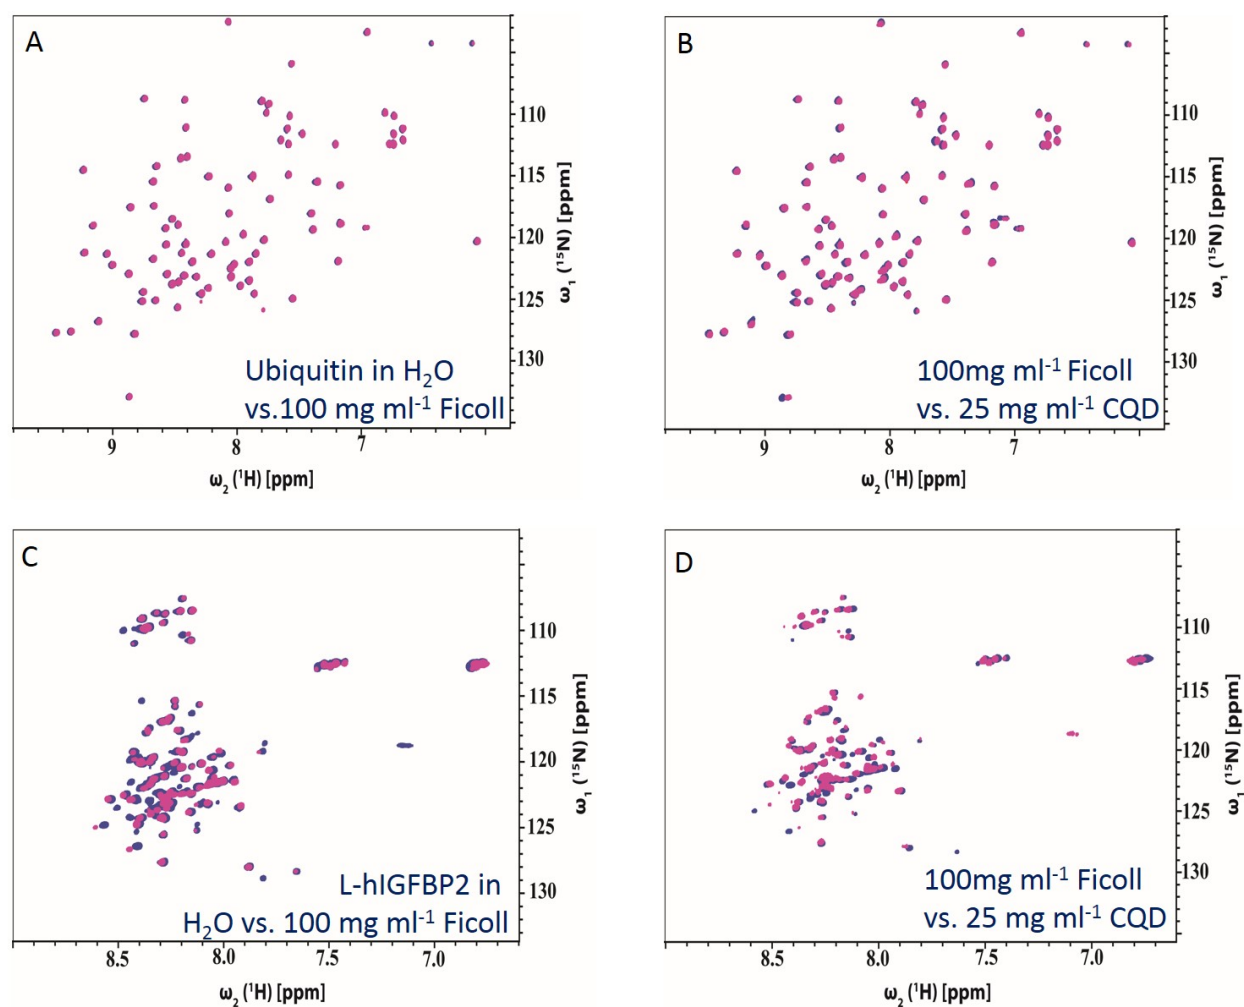 A
110
115
120
125
130
ω₁ (¹⁵N) [ppm]
Ubiquitin in H₂O
vs.100 mg ml⁻¹ Ficoll
9
8
7
ω₂ (¹H) [ppm]
B
110
115
120
125
130
ω₁ (¹⁵N) [ppm]
100mg ml⁻¹ Ficoll
vs. 25 mg ml⁻¹ CQD
9
8
7
ω₂ (¹H) [ppm]
C
110
115
120
125
130
ω₁ (¹⁵N) [ppm]
L-hIGFBP2 in
H₂O vs. 100 mg ml⁻¹ Ficoll
8.5
8.0
7.5
7.0
ω₂ (¹H) [ppm]
D
110
115
120
125
130
ω₁ (¹⁵N) [ppm]
100mg ml⁻¹ Ficoll
vs. 25 mg ml⁻¹ CQD
8.5
8.0
7.5
7.0
ω₂ (¹H) [ppm]